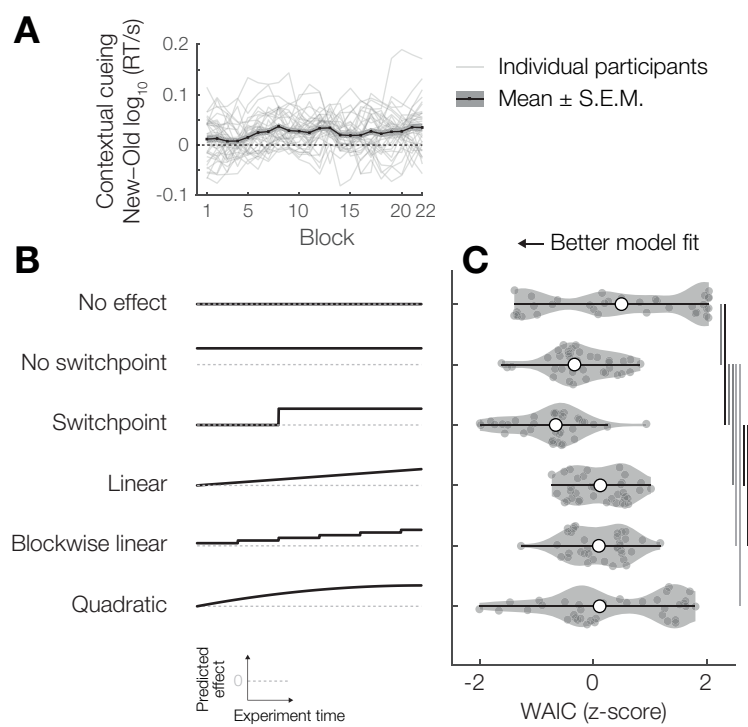 A
Contextual cueing
New–Old log10 (RT/s)
0.2
0.1
0
-0.1
1 5 10 15 20 22
Block
Individual participants
Mean ± S.E.M.
B
No effect
No switchpoint
Switchpoint
Linear
Blockwise linear
Quadratic
Predicted
effect
0
Experiment time
C
← Better model fit
-2 0 2
WAIC (z-score)